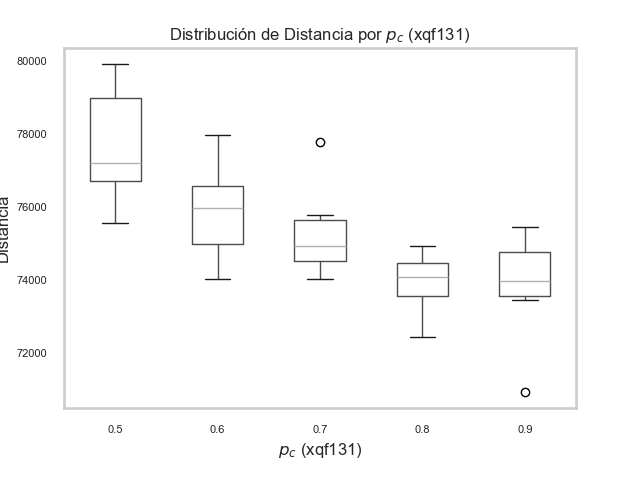 Distribución de Distancia por p_c (xqf131)
80000
78000
76000
74000
72000
Distancia
0.5 0.6 0.7 0.8 0.9
p_c (xqf131)